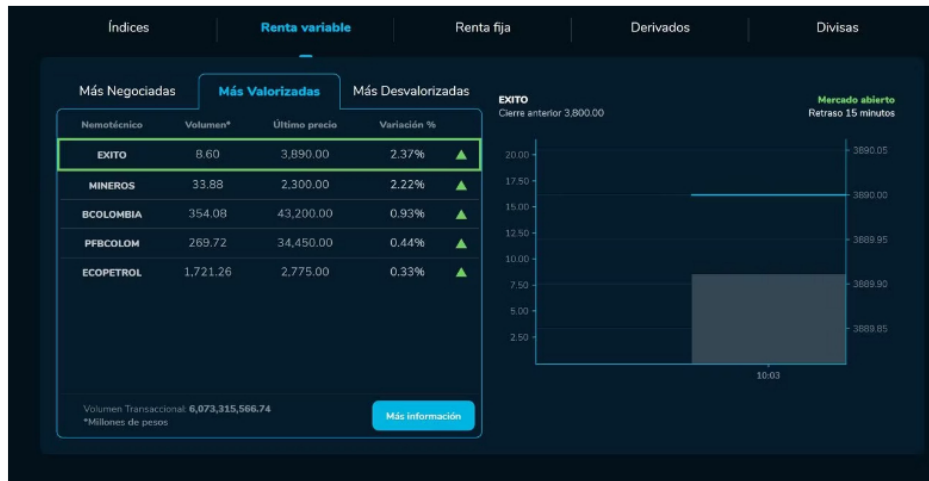 Índices Renta variable Renta fija Derivados Divisas
Más Negociadas Más Valorizadas Más Desvalorizadas
Nemotécnico Volumen* Último precio Variación %
EXITO 8.60 3,890.00 2.37%
MINEROS 33.88 2,300.00 2.22%
BCOLOMBIA 354.08 43,200.00 0.93%
PFBCOLOM 269.72 34,450.00 0.44%
ECOPETROL 1,721.26 2,775.00 0.33%
Volumen Transaccional: 6,073,315,566.74
*Millones de pesos
Más información
EXITO Mercado abierto
Cierre anterior 3,800.00 Retraso 15 minutos
20.00
17.50
15.00
12.50
10.00
7.50
5.00
2.50
3890.05
3890.00
3889.95
3889.90
3889.85
10:03